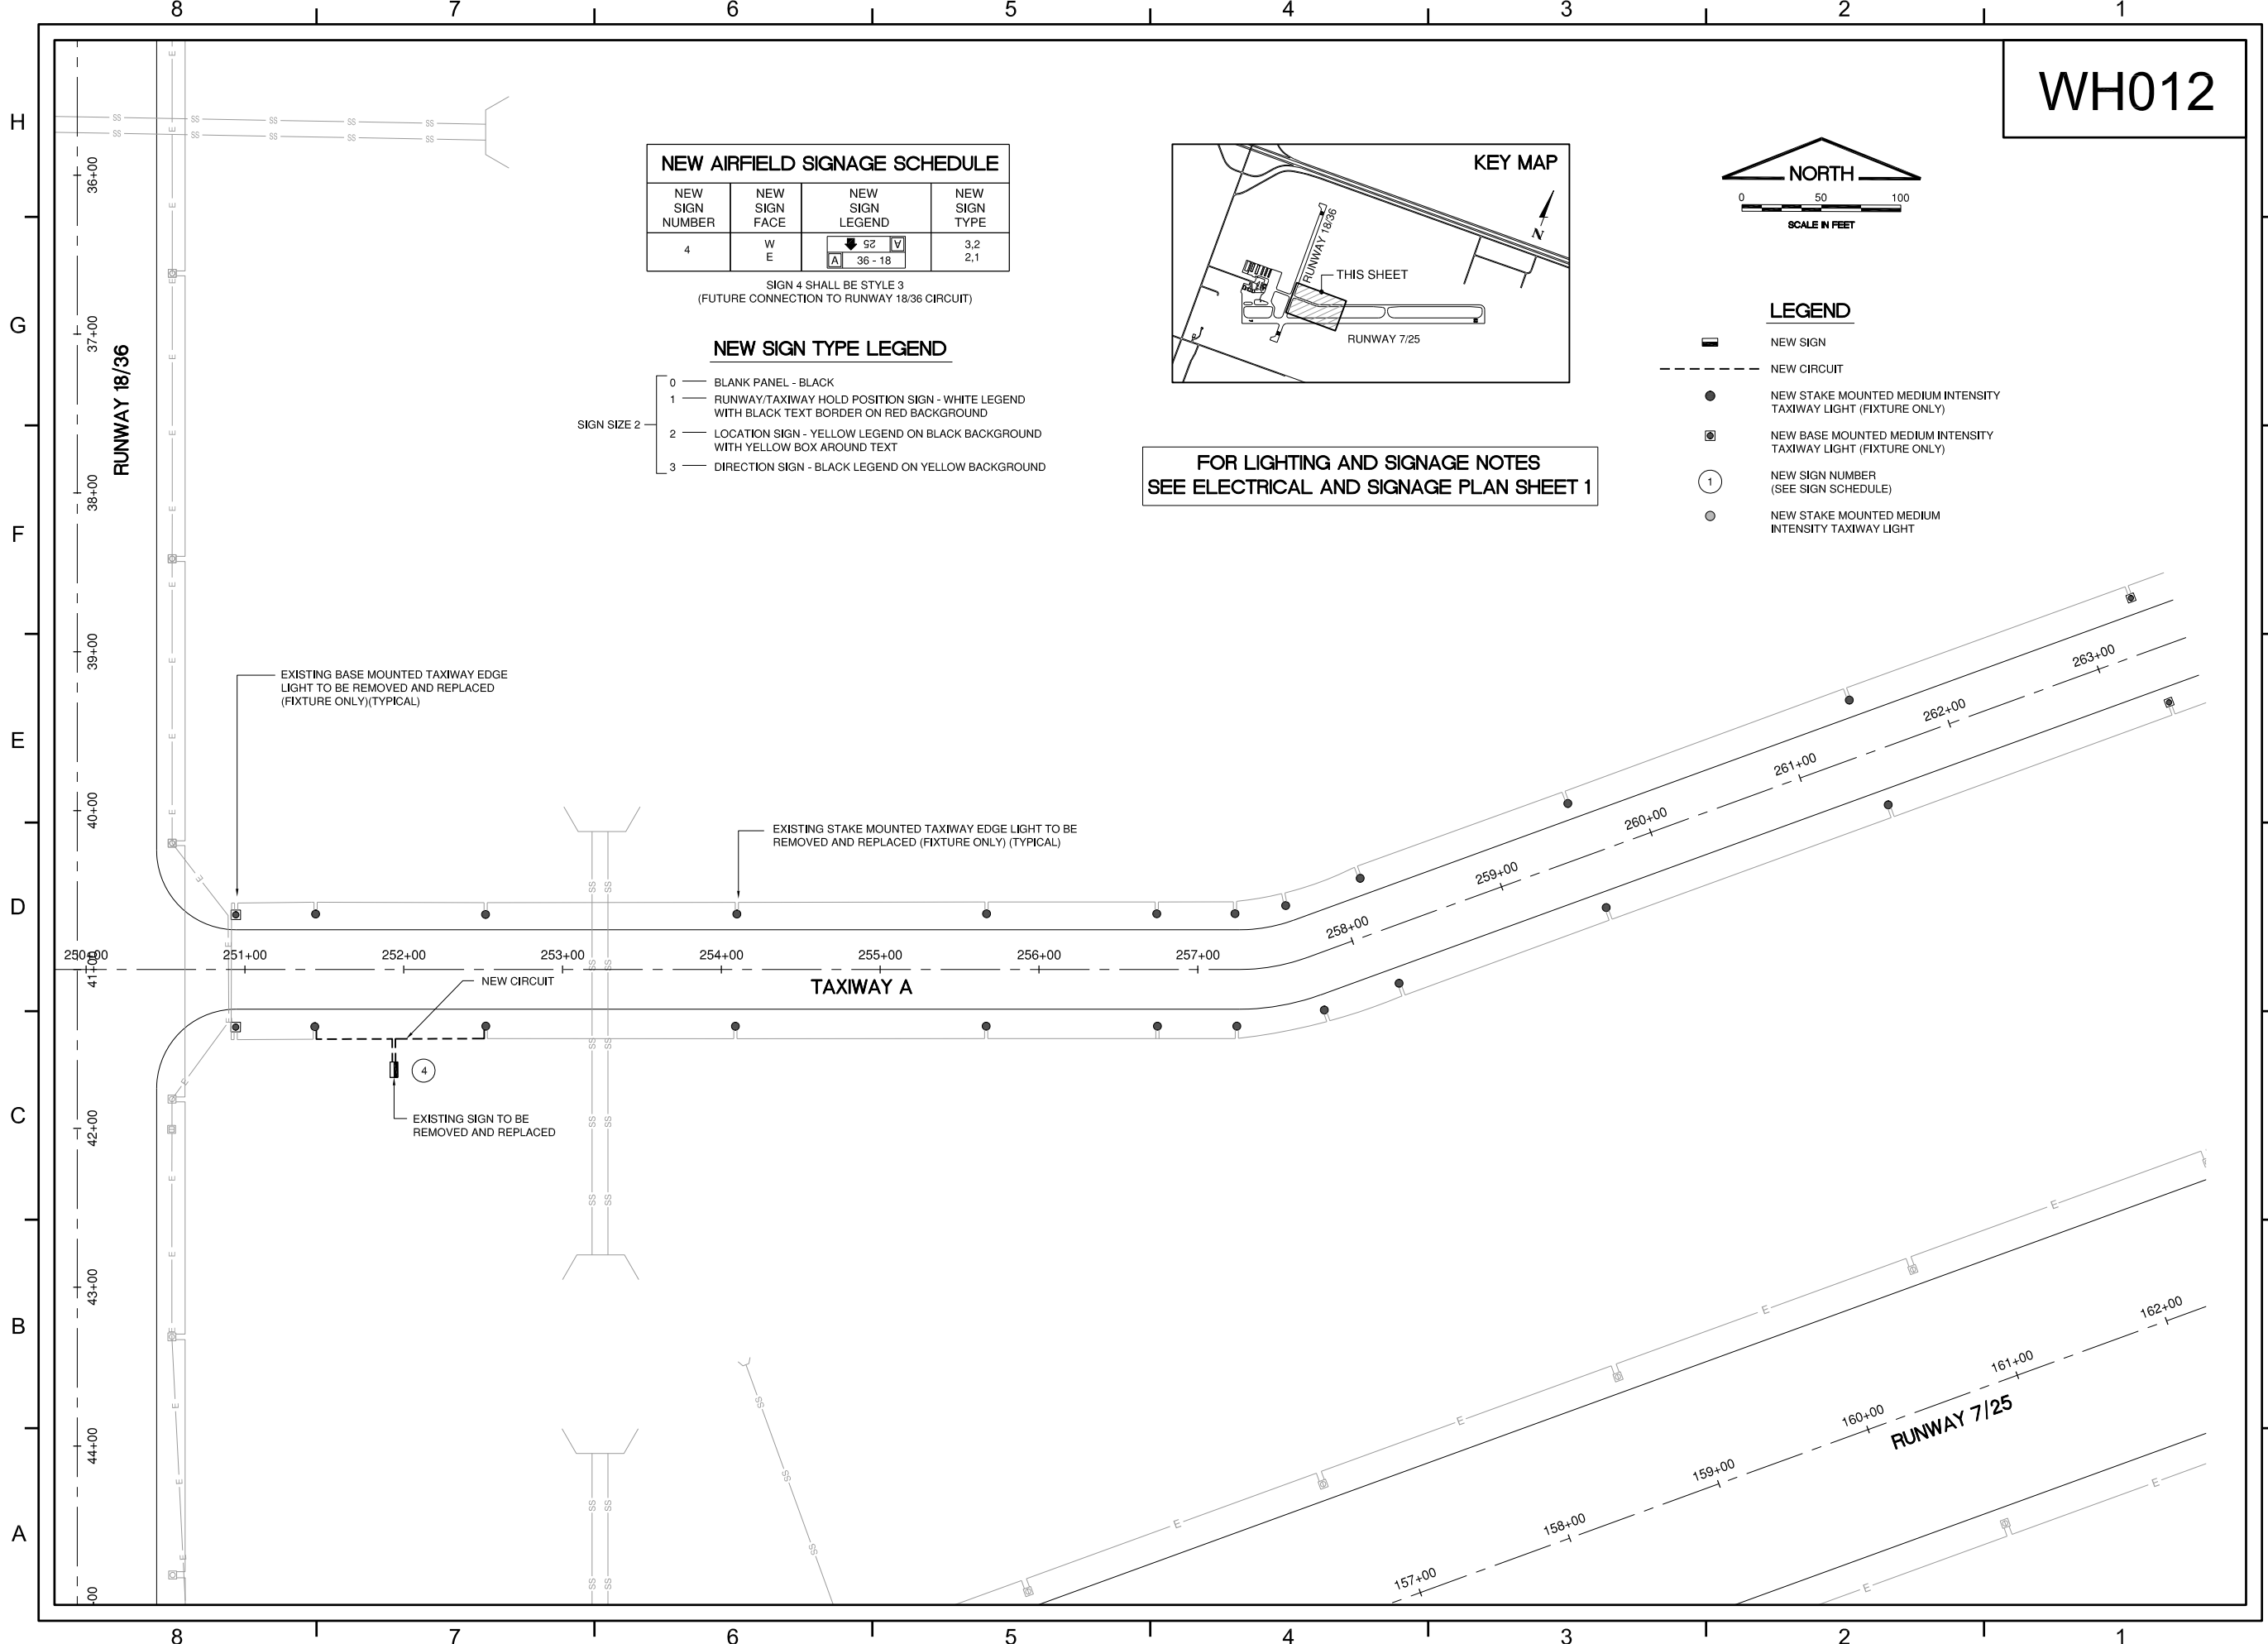 8 7 6 5 4 3 2 1
H
G
F
E
D
C
B
A
WH012
NEW AIRFIELD SIGNAGE SCHEDULE
NEW SIGN NUMBER
NEW SIGN FACE
NEW SIGN LEGEND
NEW SIGN TYPE
4
W
E
25 A
A 36 - 18
3,2
2,1
SIGN 4 SHALL BE STYLE 3
(FUTURE CONNECTION TO RUNWAY 18/36 CIRCUIT)
NEW SIGN TYPE LEGEND
SIGN SIZE 2
0 BLANK PANEL - BLACK
1 RUNWAY/TAXIWAY HOLD POSITION SIGN - WHITE LEGEND
WITH BLACK TEXT BORDER ON RED BACKGROUND
2 LOCATION SIGN - YELLOW LEGEND ON BLACK BACKGROUND
WITH YELLOW BOX AROUND TEXT
3 DIRECTION SIGN - BLACK LEGEND ON YELLOW BACKGROUND
KEY MAP
N
RUNWAY 18/36
THIS SHEET
RUNWAY 7/25
FOR LIGHTING AND SIGNAGE NOTES
SEE ELECTRICAL AND SIGNAGE PLAN SHEET 1
NORTH
0 50 100
SCALE IN FEET
LEGEND
NEW SIGN
NEW CIRCUIT
NEW STAKE MOUNTED MEDIUM INTENSITY
TAXIWAY LIGHT (FIXTURE ONLY)
NEW BASE MOUNTED MEDIUM INTENSITY
TAXIWAY LIGHT (FIXTURE ONLY)
1
NEW SIGN NUMBER
(SEE SIGN SCHEDULE)
NEW STAKE MOUNTED MEDIUM
INTENSITY TAXIWAY LIGHT
RUNWAY 18/36
36+00
37+00
38+00
39+00
40+00
41+00
42+00
43+00
44+00
EXISTING BASE MOUNTED TAXIWAY EDGE
LIGHT TO BE REMOVED AND REPLACED
(FIXTURE ONLY)(TYPICAL)
EXISTING STAKE MOUNTED TAXIWAY EDGE LIGHT TO BE
REMOVED AND REPLACED (FIXTURE ONLY) (TYPICAL)
250+00 251+00 252+00 253+00 254+00 255+00 256+00 257+00
258+00
259+00
260+00
261+00
262+00
263+00
NEW CIRCUIT
TAXIWAY A
4
EXISTING SIGN TO BE
REMOVED AND REPLACED
157+00
158+00
159+00
160+00
161+00
162+00
RUNWAY 7/25
8 7 6 5 4 3 2 1